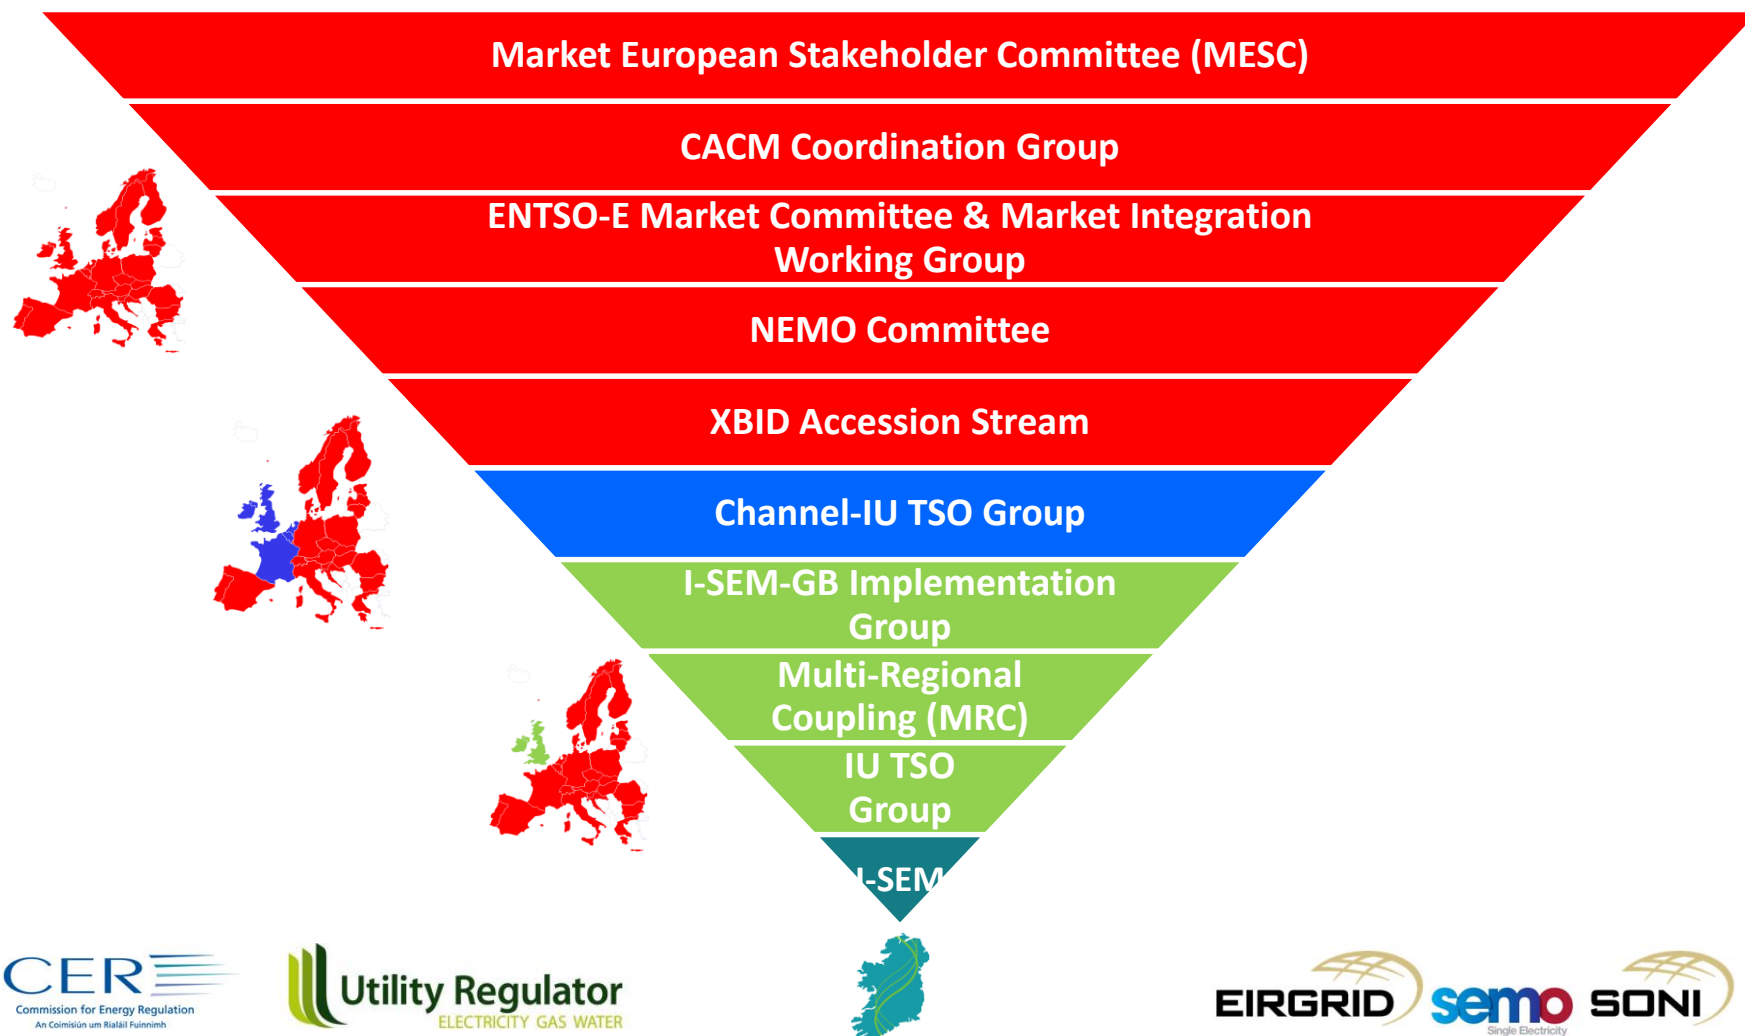 Market European Stakeholder Committee (MESC)
CACM Coordination Group
ENTSO-E Market Committee & Market Integration
Working Group
NEMO Committee
XBID Accession Stream
Channel-IU TSO Group
I-SEM-GB Implementation
Group
Multi-Regional
Coupling (MRC)
IU TSO
Group
I-SEM
CER
Commission for Energy Regulation
An Coimisiún um Rialáil Fuinnimh
Utility Regulator
ELECTRICITY GAS WATER
EIRGRID
semo
Single Electricity
SONI